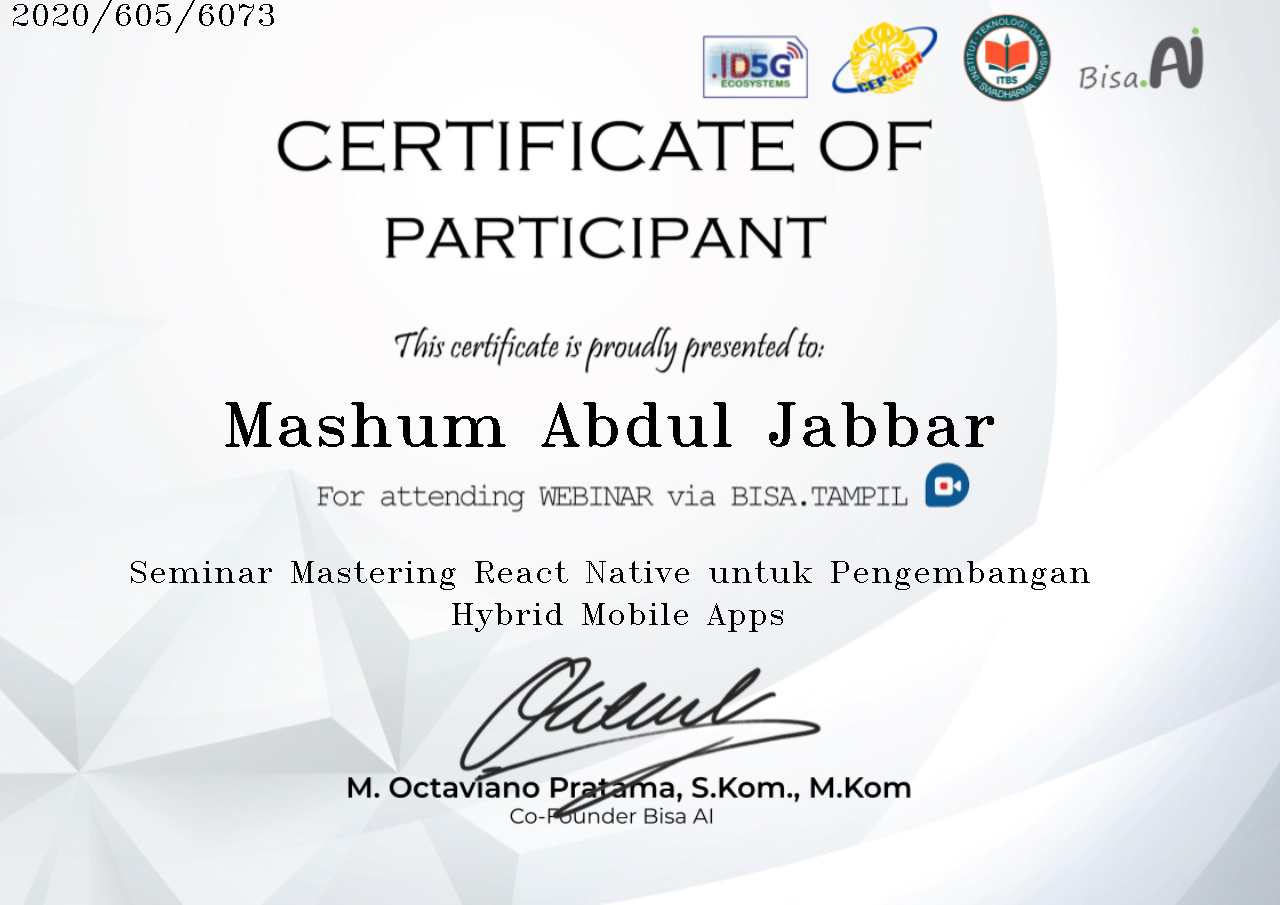 2020/605/6073
.ID5G
ECOSYSTEMS
CEP-CCIT
INSTITUT TEKNOLOGI DAN BISNIS
SWADHARMA
ITBS
Bisa.AI
CERTIFICATE OF
PARTICIPANT
This certificate is proudly presented to:
Mashum Abdul Jabbar
For attending WEBINAR via BISA.TAMPIL
Seminar Mastering React Native untuk Pengembangan
Hybrid Mobile Apps
M. Octaviano Pratama, S.Kom., M.Kom
Co-Founder Bisa AI